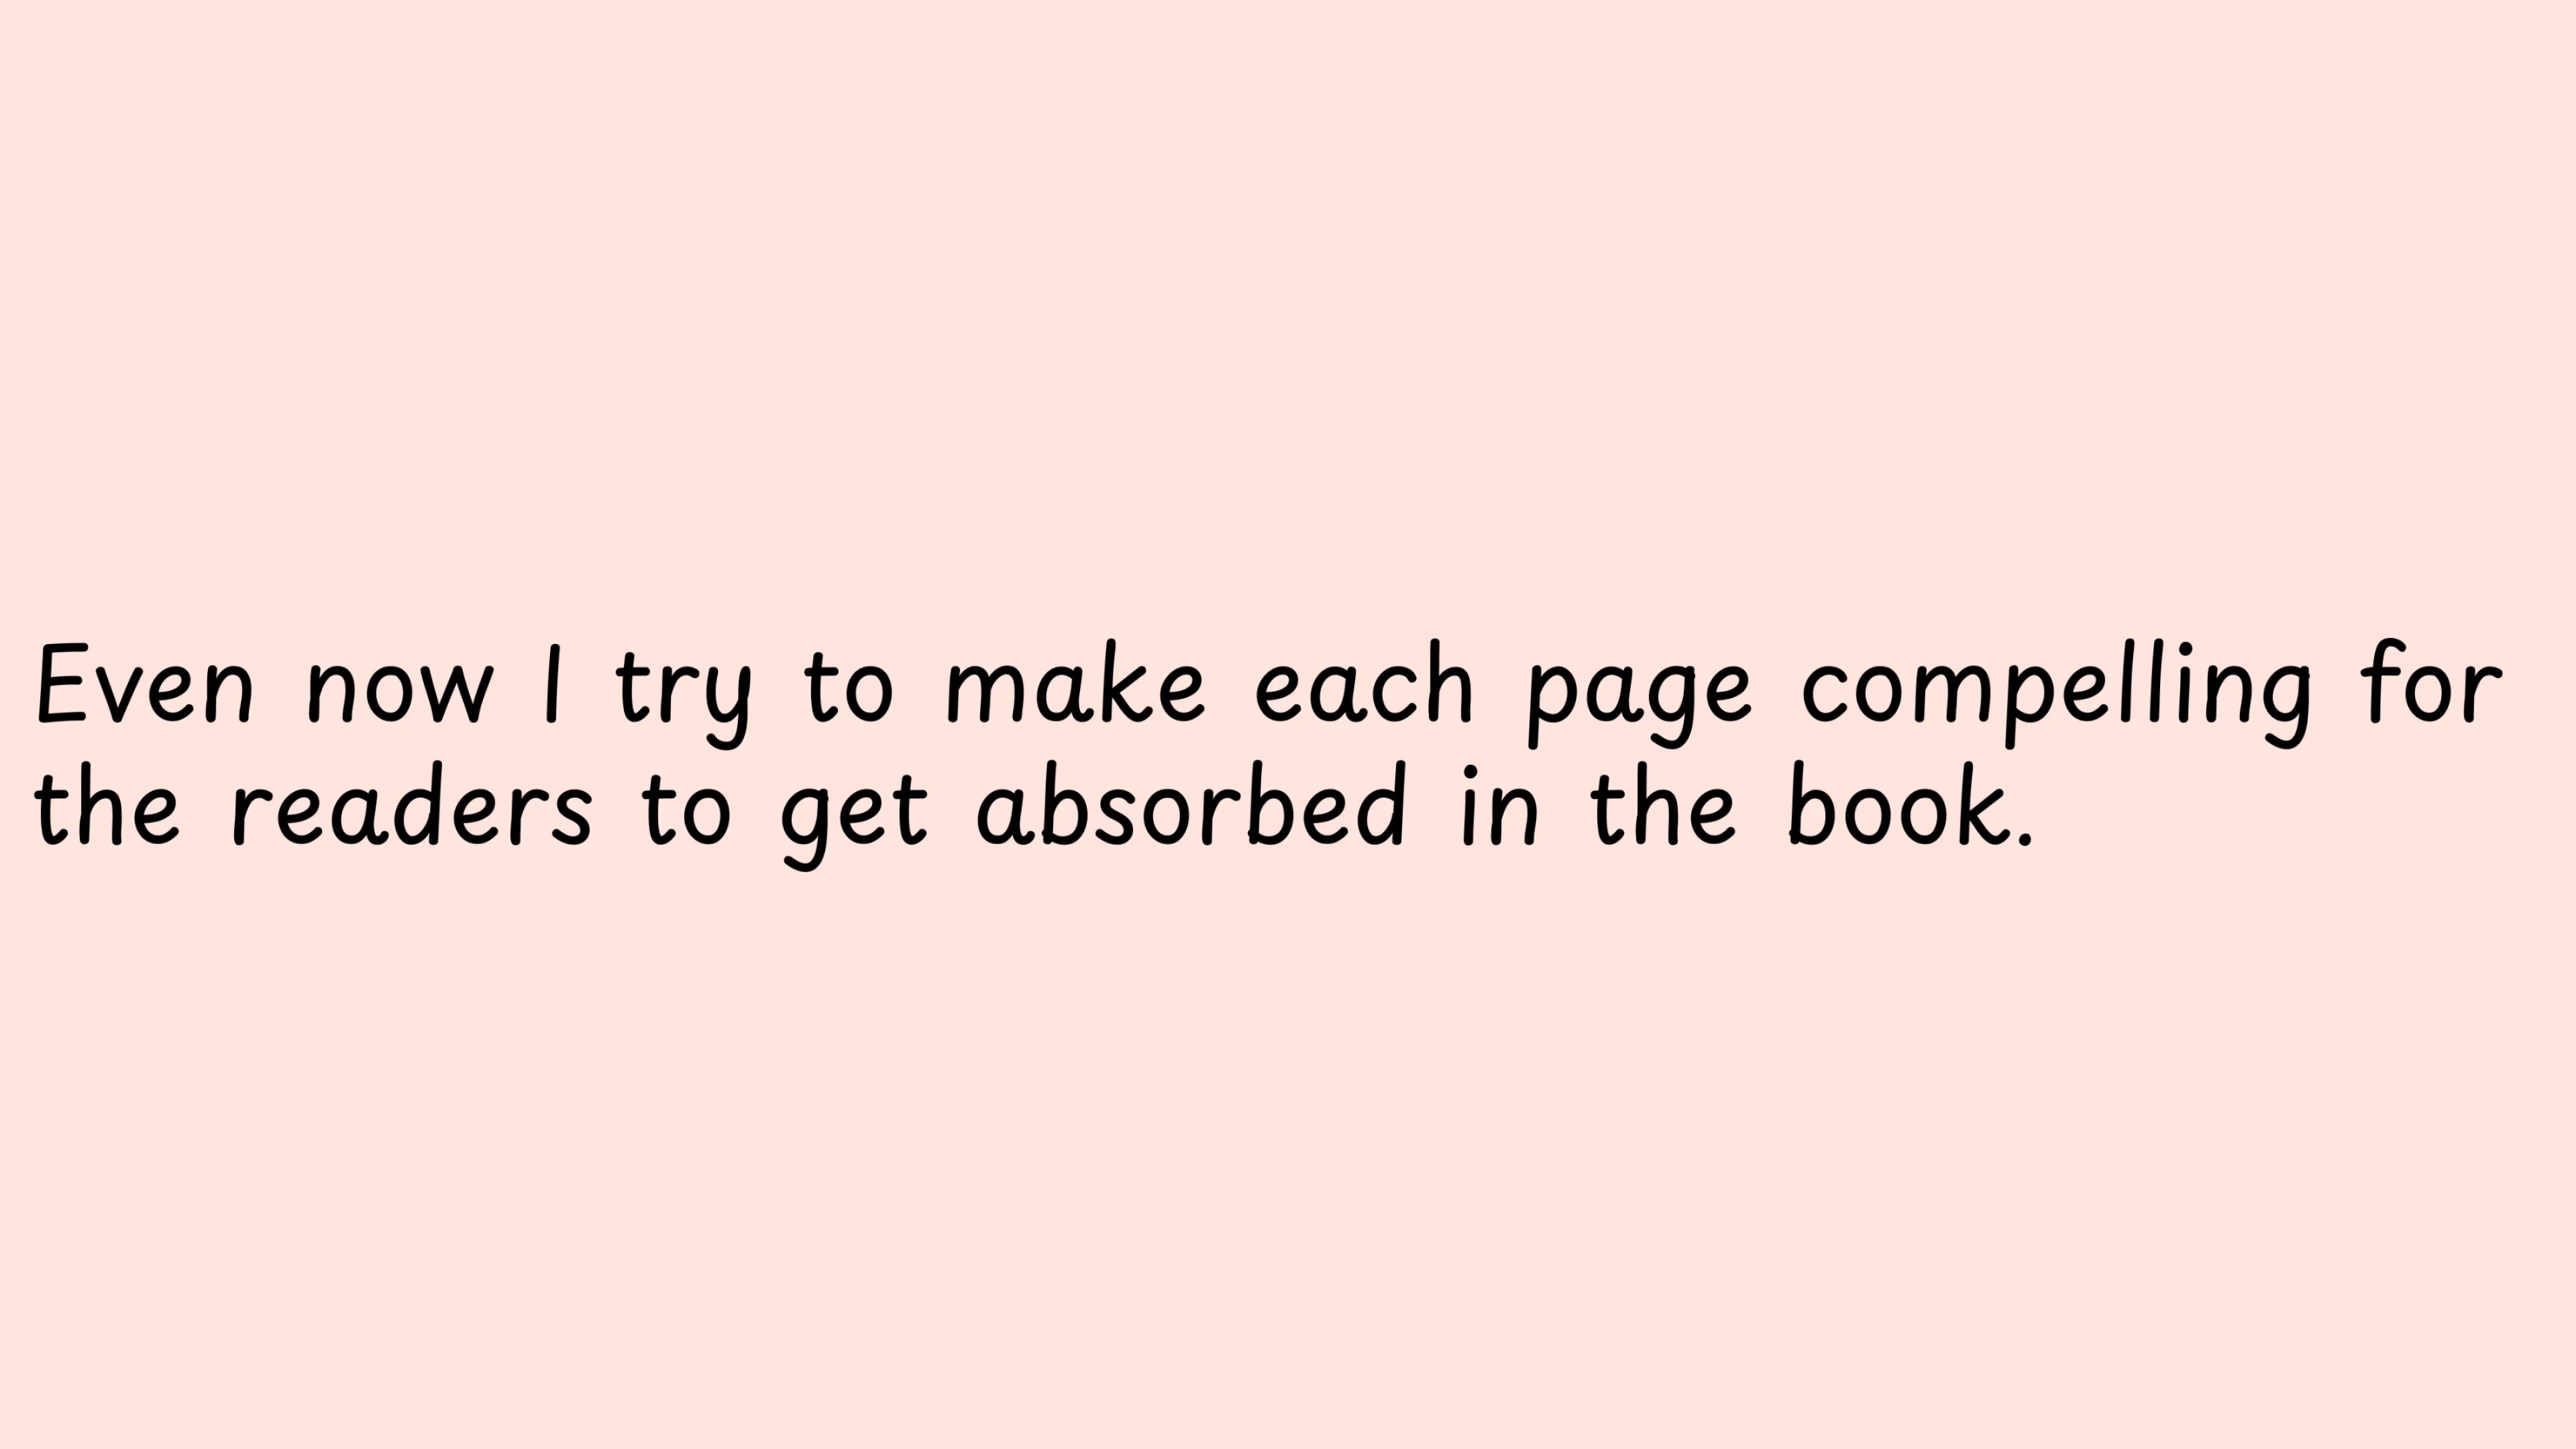 Even now I try to make each page compelling for
the readers to get absorbed in the book.